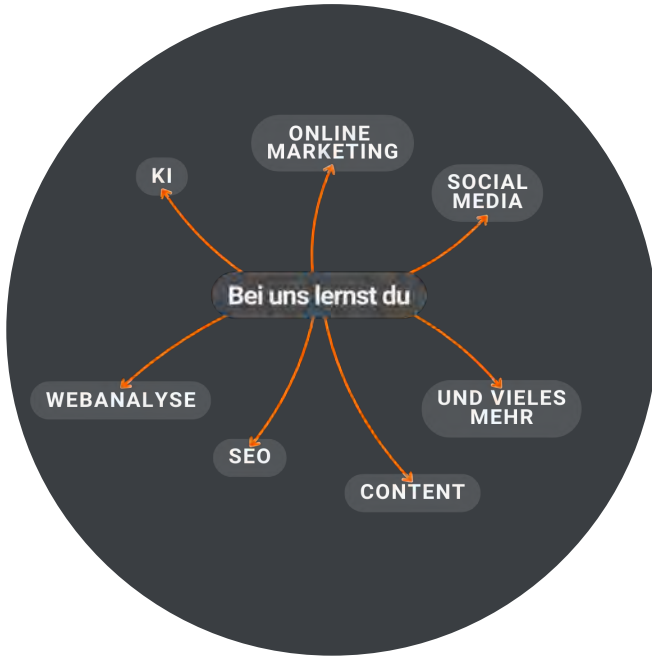 ONLINE
MARKETING
KI
SOCIAL
MEDIA
Bei uns lernst du
WEBANALYSE
UND VIELES
MEHR
SEO
CONTENT